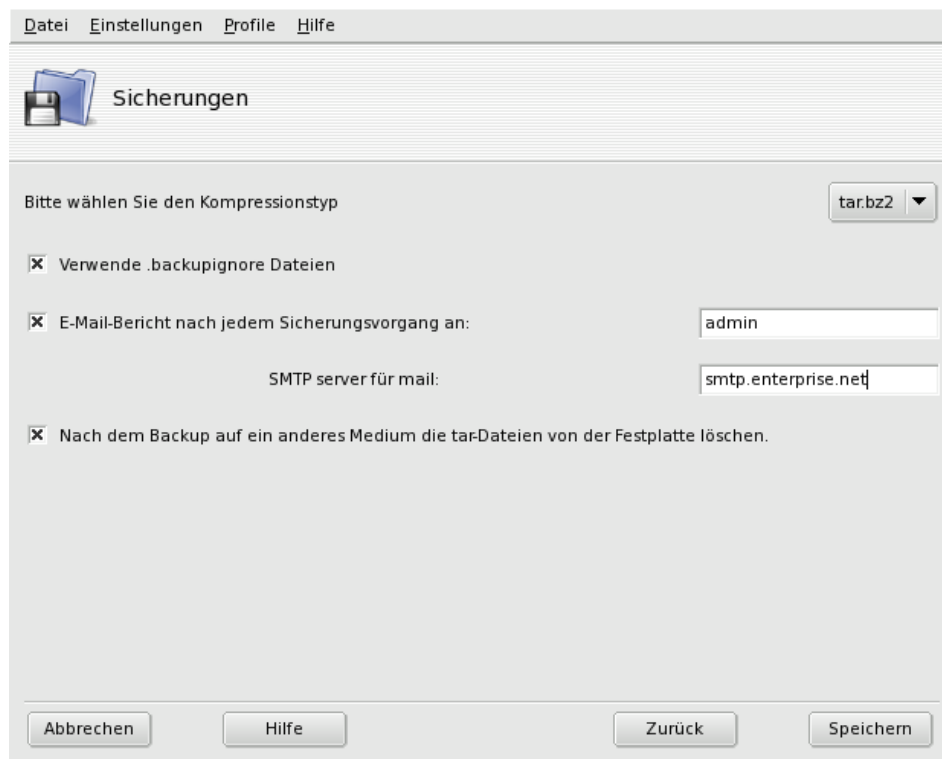 Datei Einstellungen Profile Hilfe
Sicherungen
Bitte wählen Sie den Kompressionstyp tar.bz2
Verwende .backupignore Dateien
E-Mail-Bericht nach jedem Sicherungsvorgang an: admin
SMTP server für mail: smtp.enterprise.net
Nach dem Backup auf ein anderes Medium die tar-Dateien von der Festplatte löschen.
Abbrechen Hilfe Zurück Speichern